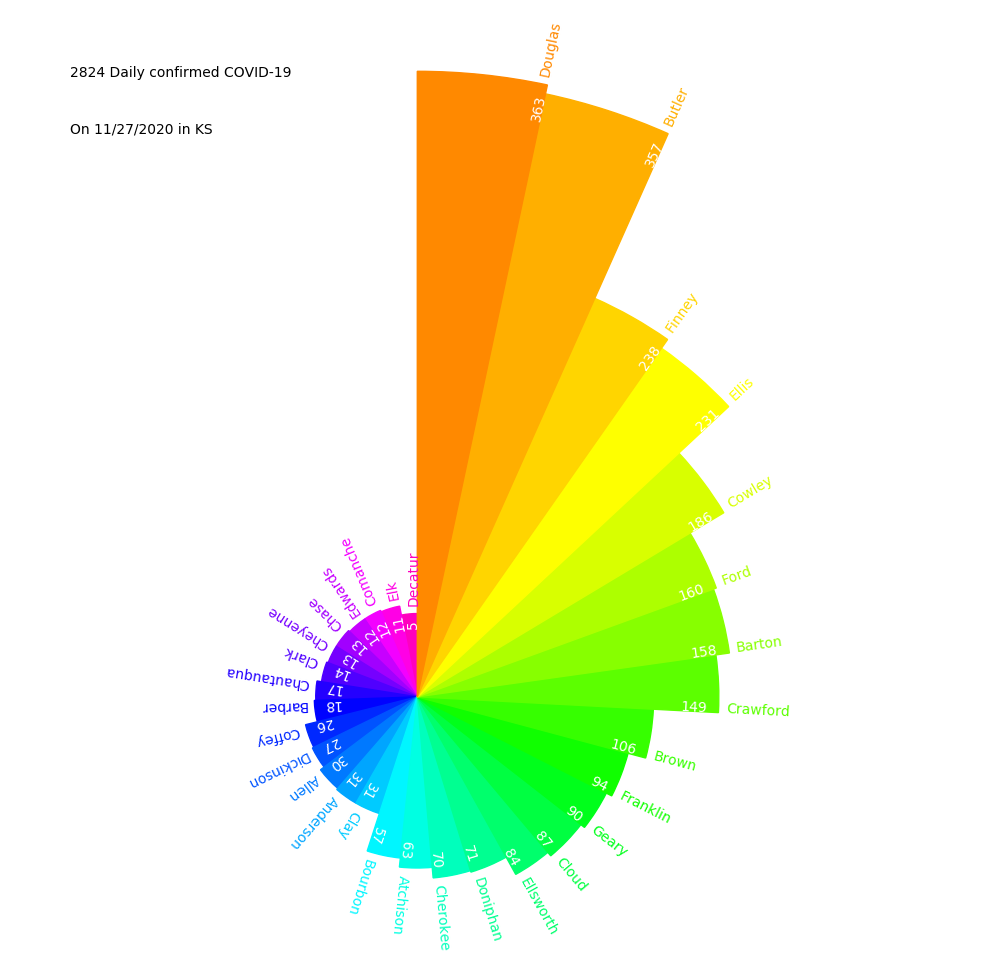 2824 Daily confirmed COVID-19
On 11/27/2020 in KS
Douglas
363
Butler
357
Finney
238
Ellis
231
Cowley
186
Ford
160
Barton
158
Crawford
149
Brown
106
Franklin
94
Geary
90
Cloud
87
Ellsworth
84
Doniphan
71
Cherokee
70
Atchison
63
Bourbon
57
Clay
31
Anderson
31
Allen
30
Dickinson
27
Coffey
26
Barber
18
Chautauqua
17
Clark
14
Cheyenne
13
Chase
13
Edwards
12
Comanche
12
Elk
11
Decatur
5